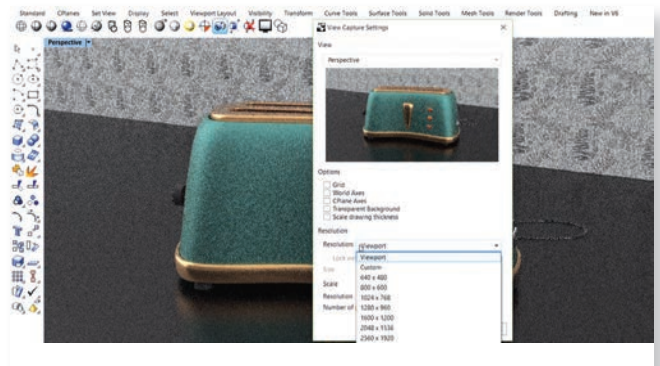 Standard CPlanes Set View Display Select Viewport Layout Visibility Transform Curve Tools Surface Tools Solid Tools Mesh Tools Render Tools Drafting New in V6
Perspective
View Capture Settings
View
Perspective
Options
Grid
World Axes
CPlane Axes
Transparent Background
Scale drawing thickness
Resolution
Resolution Viewport
Viewport
Lock
Custom
Size
640 x 480
800 x 600
Scale
1024 x 768
Resolution
1280 x 960
Number of
1600 x 1200
2048 x 1536
2560 x 1920